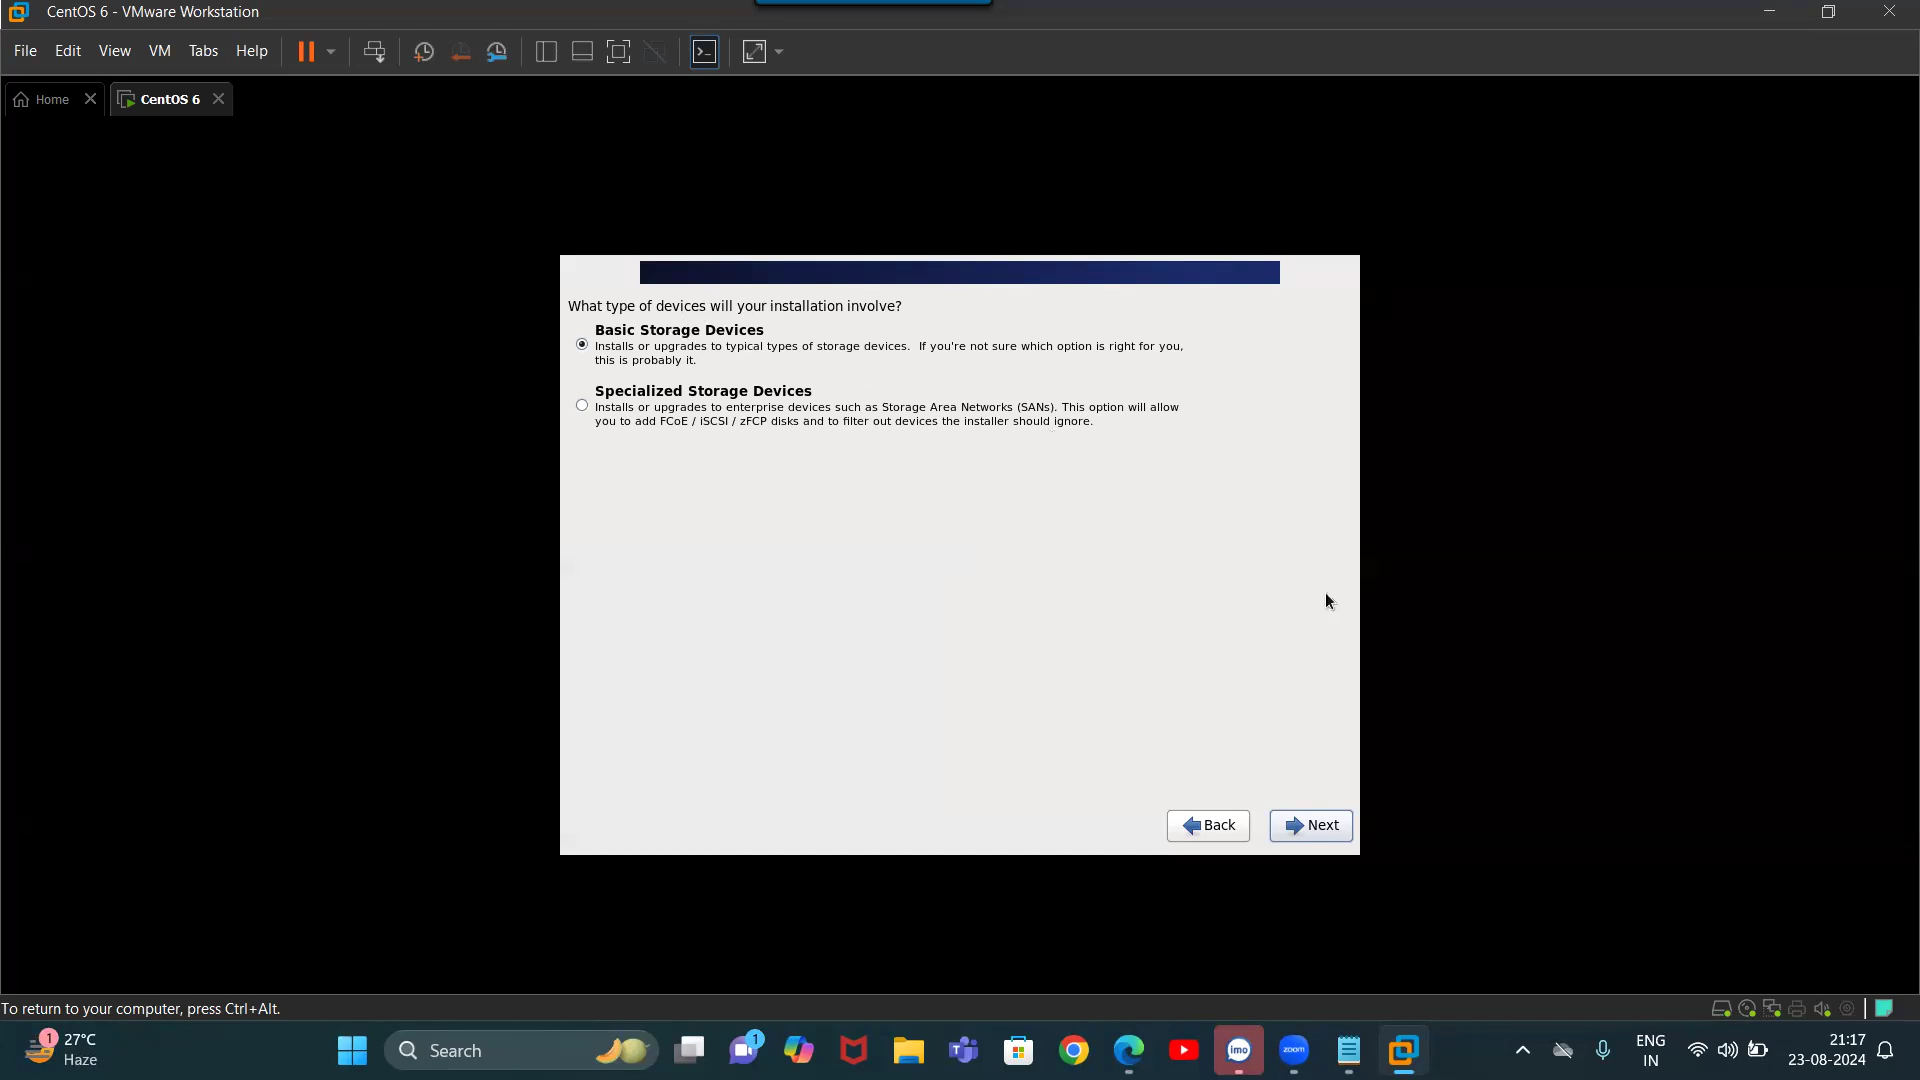 CentOS 6 - VMware Workstation
File Edit View VM Tabs Help
Home CentOS 6
What type of devices will your installation involve?
Basic Storage Devices
Installs or upgrades to typical types of storage devices.  If you're not sure which option is right for you,
this is probably it.
Specialized Storage Devices
Installs or upgrades to enterprise devices such as Storage Area Networks (SANs). This option will allow
you to add FCoE / iSCSI / zFCP disks and to filter out devices the installer should ignore.
Back Next
To return to your computer, press Ctrl+Alt.
1 27°C
Haze
Search
1
imo
zoom
ENG
IN
21:17
23-08-2024